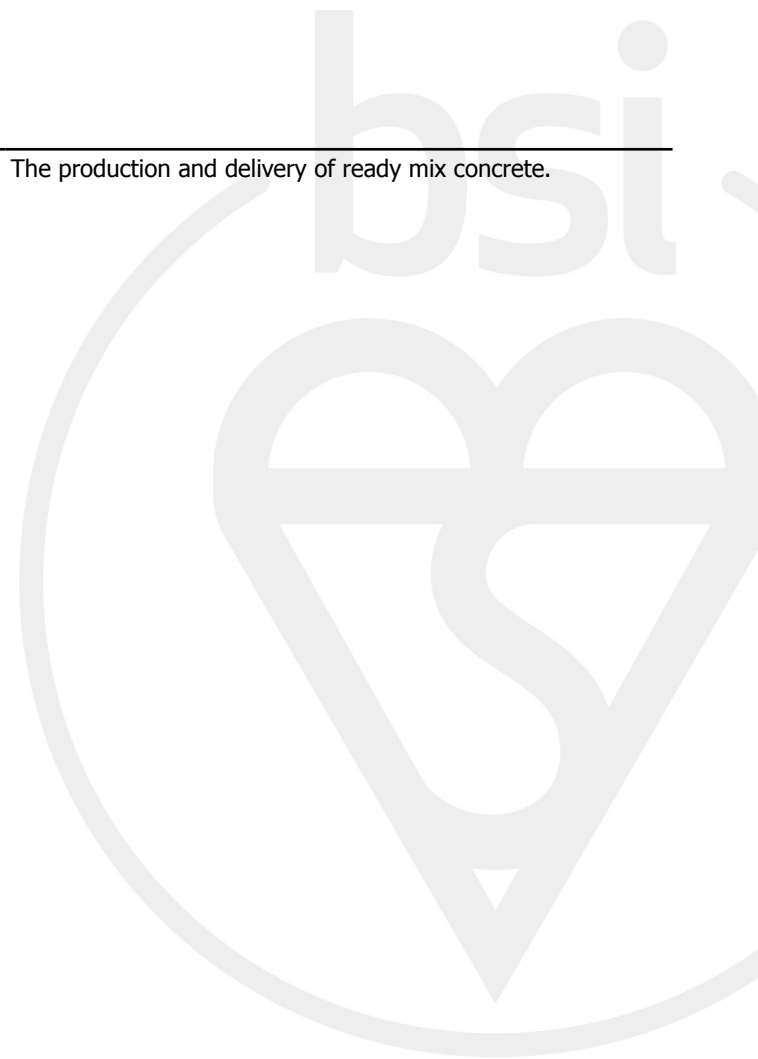 bsi
The production and delivery of ready mix concrete.